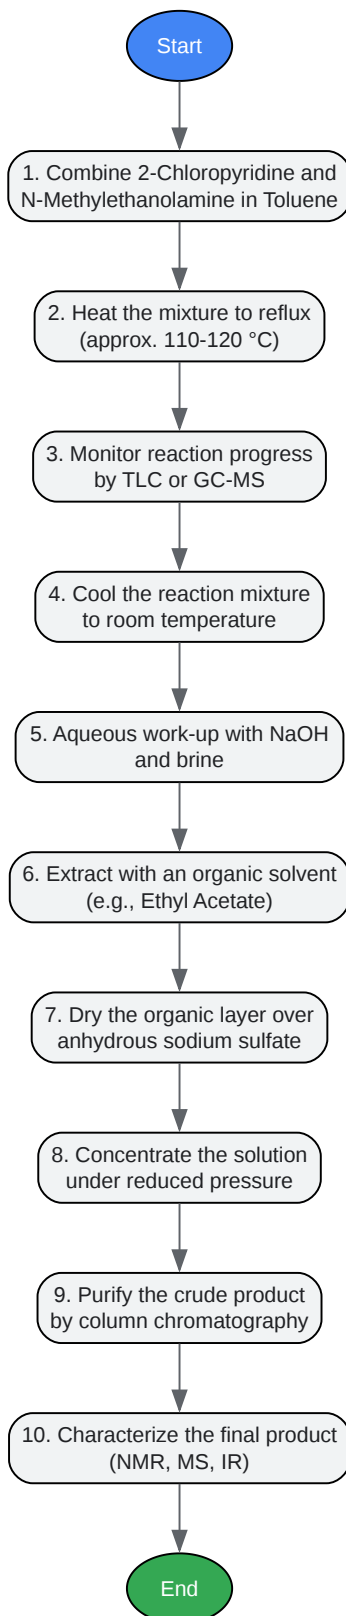 Start
1. Combine 2-Chloropyridine and
N-Methylethanolamine in Toluene
2. Heat the mixture to reflux
(approx. 110-120 °C)
3. Monitor reaction progress
by TLC or GC-MS
4. Cool the reaction mixture
to room temperature
5. Aqueous work-up with NaOH
and brine
6. Extract with an organic solvent
(e.g., Ethyl Acetate)
7. Dry the organic layer over
anhydrous sodium sulfate
8. Concentrate the solution
under reduced pressure
9. Purify the crude product
by column chromatography
10. Characterize the final product
(NMR, MS, IR)
End